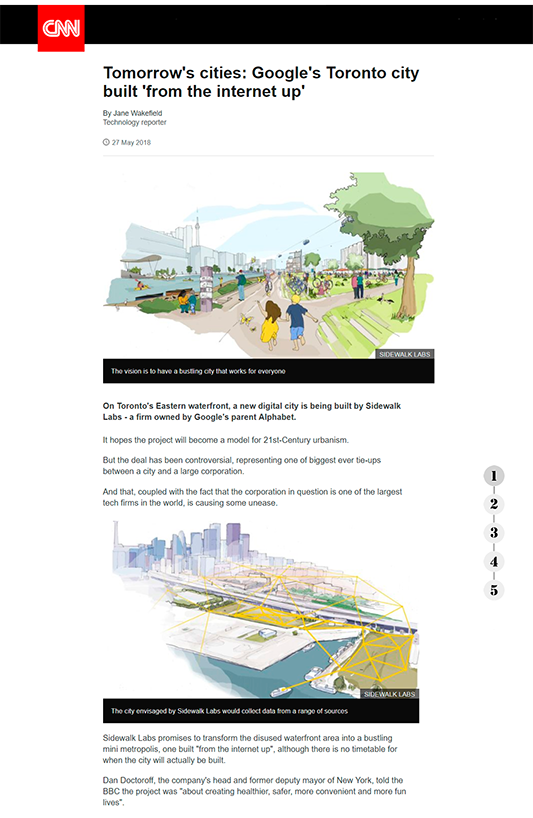 CNN
Tomorrow's cities: Google's Toronto city
built 'from the internet up'
By Jane Wakefield
Technology reporter
27 May 2018
SIDEWALK LABS
The vision is to have a bustling city that works for everyone
On Toronto's Eastern waterfront, a new digital city is being built by Sidewalk
Labs - a firm owned by Google's parent Alphabet.
It hopes the project will become a model for 21st-Century urbanism.
But the deal has been controversial, representing one of biggest ever tie-ups
between a city and a large corporation.
And that, coupled with the fact that the corporation in question is one of the largest
tech firms in the world, is causing some unease.
1
2
3
4
5
SIDEWALK LABS
The city envisaged by Sidewalk Labs would collect data from a range of sources
Sidewalk Labs promises to transform the disused waterfront area into a bustling
mini metropolis, one built "from the internet up", although there is no timetable for
when the city will actually be built.
Dan Doctoroff, the company's head and former deputy mayor of New York, told the
BBC the project was "about creating healthier, safer, more convenient and more fun
lives".